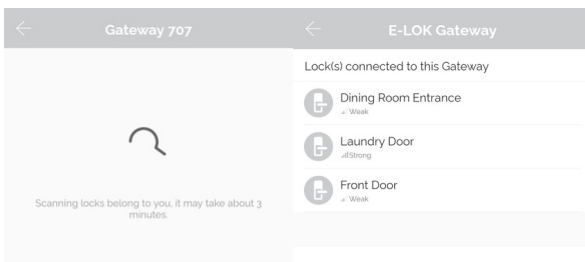 Gateway 707
Scanning locks belong to you, it may take about 3
minutes.
E-LOK Gateway
Lock(s) connected to this Gateway
Dining Room Entrance
Weak
Laundry Door
Strong
Front Door
Weak